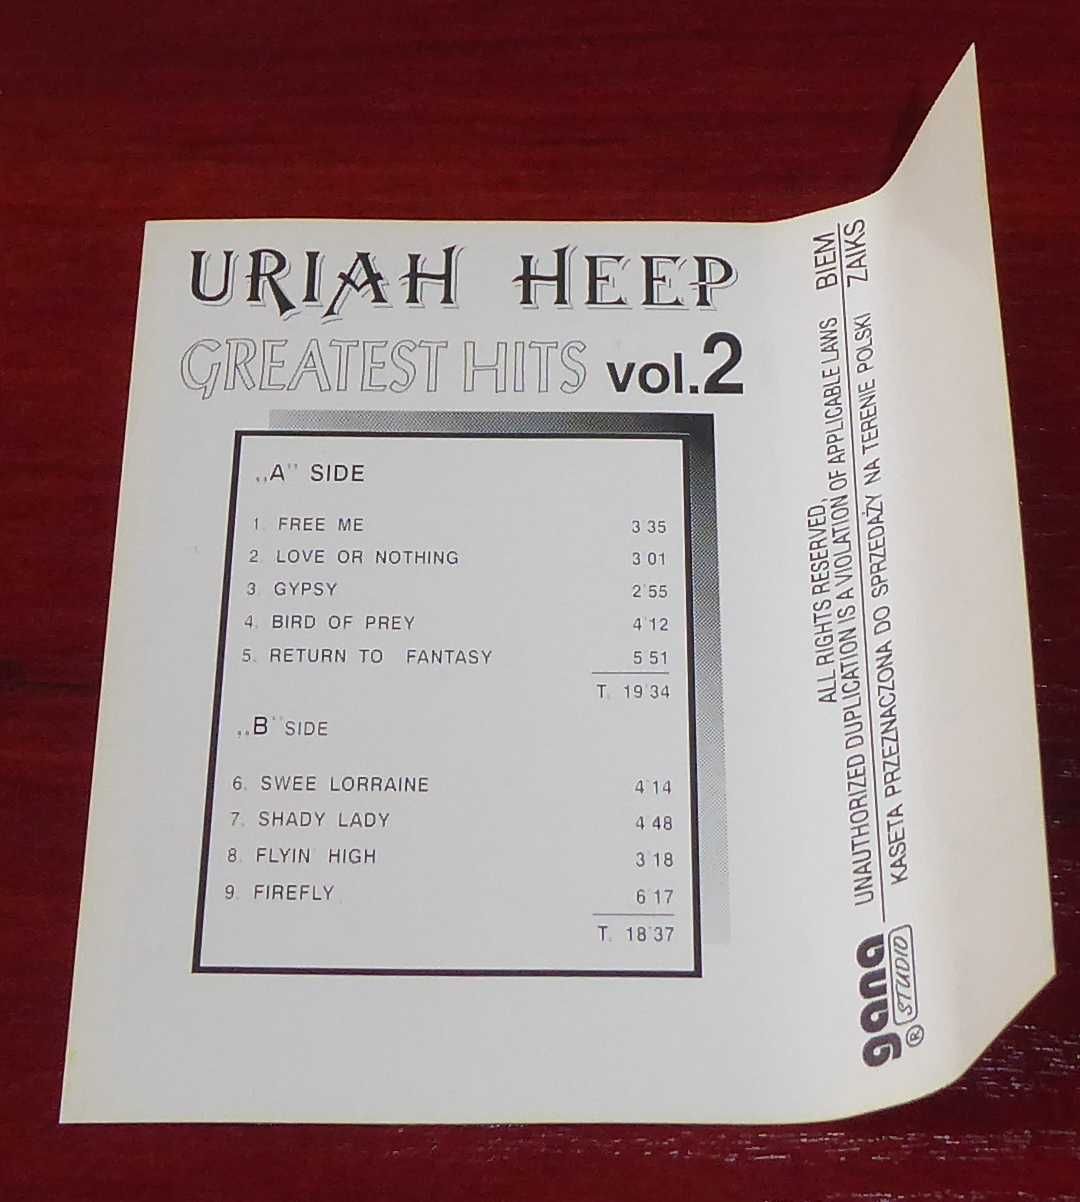 URIAH HEEP
GREATEST HITS vol.2
„A" SIDE
1. FREE ME 3'35
2. LOVE OR NOTHING 3'01
3. GYPSY 2'55
4. BIRD OF PREY 4'12
5. RETURN TO FANTASY 5'51
T. 19'34
„B" SIDE
6. SWEE LORRAINE 4'14
7. SHADY LADY 4'48
8. FLYIN' HIGH 3'18
9. FIREFLY 6'17
T. 18'37
ALL RIGHTS RESERVED,
UNAUTHORIZED DUPLICATION IS A VIOLATION OF APPLICABLE LAWS BIEM
KASETA PRZEZNACZONA DO SPRZEDAŻY NA TERENIE POLSKI ZAIKS
gana
® STUDIO